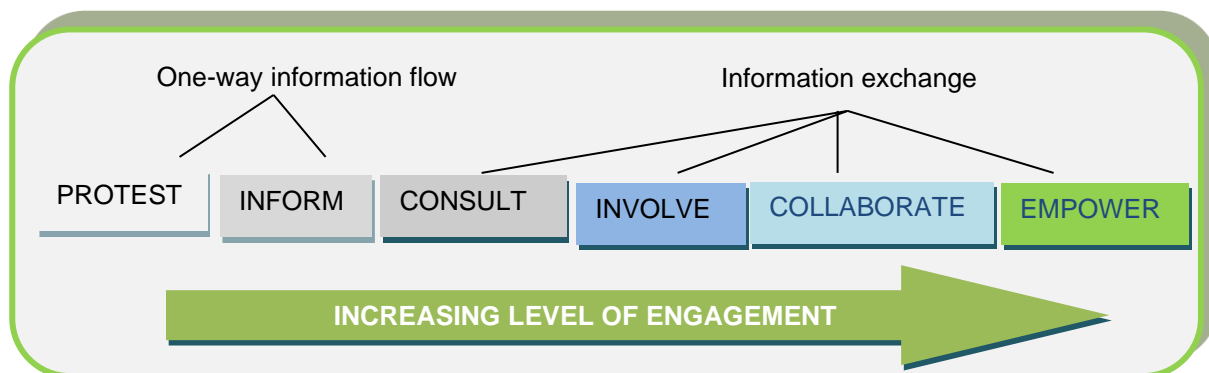 One-way information flow
Information exchange
PROTEST
INFORM
CONSULT
INVOLVE
COLLABORATE
EMPOWER
INCREASING LEVEL OF ENGAGEMENT